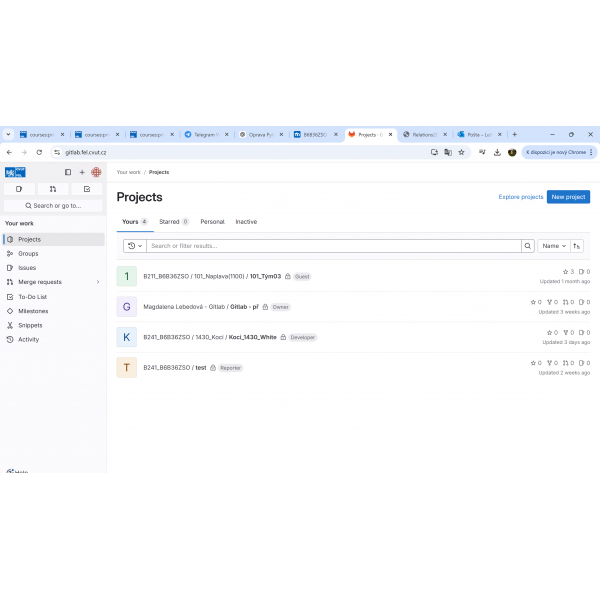 courses:pr
courses:pr
courses:pr
Telegram
Oprava Py
B6B36ZSO
Projects ·
Relations
Pošta –
gitlab.fel.cvut.cz
K dispozici je nový Chrome
Your work / Projects
Search or go to...
Your work
Projects
Groups
Issues
Merge requests
To-Do List
Milestones
Snippets
Activity
Help
Projects
Explore projects
New project
Yours 4
Starred 0
Personal
Inactive
Search or filter results...
Name
1
B211_B6B36ZSO / 101_Naplava(1100) / 101_Tým03 Guest
3 0
Updated 1 month ago
G
Magdalena Lebedová - Gitlab / Gitlab - př Owner
0 0 0 0
Updated 3 weeks ago
K
B241_B6B36ZSO / 1430_Koci / Koci_1430_White Developer
0 0 0
Updated 3 days ago
T
B241_B6B36ZSO / test Reporter
0 0 0 0
Updated 2 weeks ago